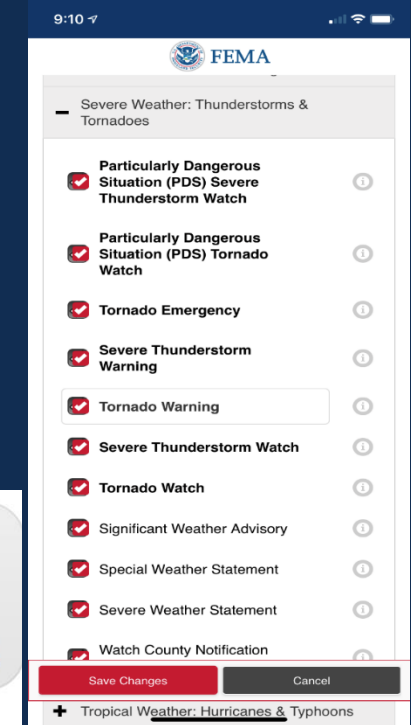 9:10
FEMA
Severe Weather: Thunderstorms &
Tornadoes
Particularly Dangerous
Situation (PDS) Severe
Thunderstorm Watch
Particularly Dangerous
Situation (PDS) Tornado
Watch
Tornado Emergency
Severe Thunderstorm
Warning
Tornado Warning
Severe Thunderstorm Watch
Tornado Watch
Significant Weather Advisory
Special Weather Statement
Severe Weather Statement
Watch County Notification
Save Changes
Cancel
Tropical Weather: Hurricanes & Typhoons